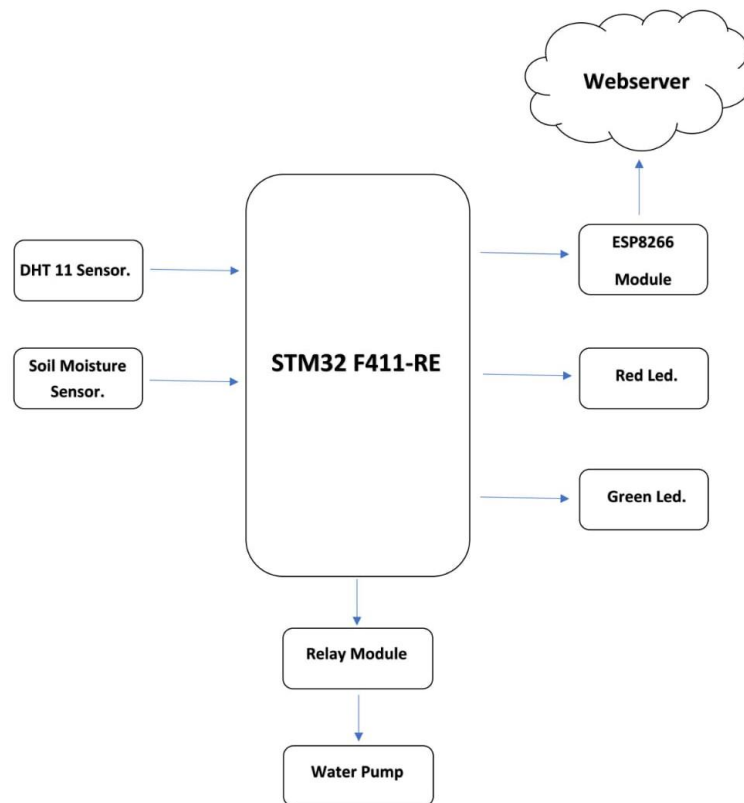 Webserver
ESP8266
Module
DHT 11 Sensor.
STM32 F411-RE
Soil Moisture
Sensor.
Red Led.
Green Led.
Relay Module
Water Pump